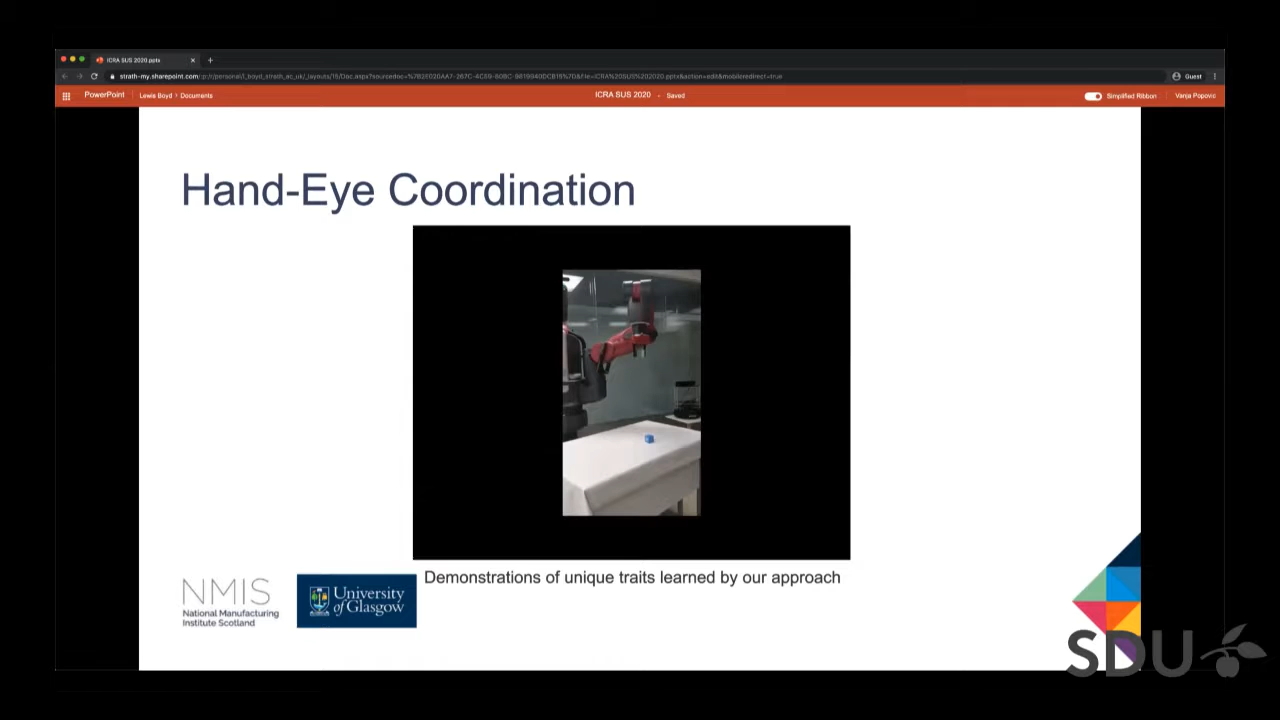 ICRA SUS 2020.pptx
Guest
PowerPoint
Lewis Boyd > Documents
ICRA SUS 2020 - Saved
Simplified Ribbon
Vanja Popovic
Hand-Eye Coordination
Demonstrations of unique traits learned by our approach
NMIS
National Manufacturing
Institute Scotland
University
of Glasgow
SDU